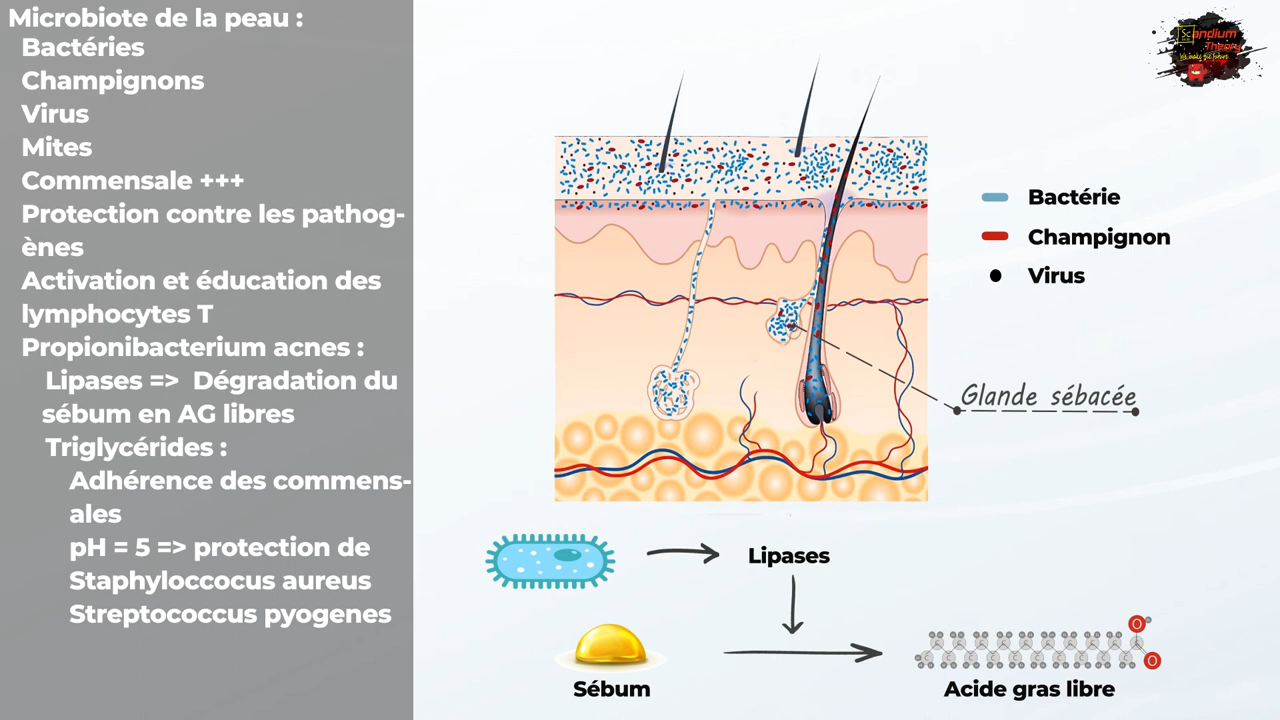 Microbiote de la peau :
Bactéries
Champignons
Virus
Mites
Commensale +++
Protection contre les pathog-
ènes
Activation et éducation des
lymphocytes T
Propionibacterium acnes :
Lipases => Dégradation du
sébum en AG libres
Triglycérides :
Adhérence des commens-
ales
pH = 5 => protection de
Staphyloccocus aureus
Streptococcus pyogenes
Scandium
Theory
Bactérie
Champignon
Virus
Glande sébacée
Lipases
Sébum
Acide gras libre
O
O